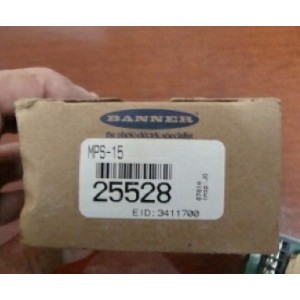 BANNER
the photoelectric specialist
MPS-15
25528
EID:3411700